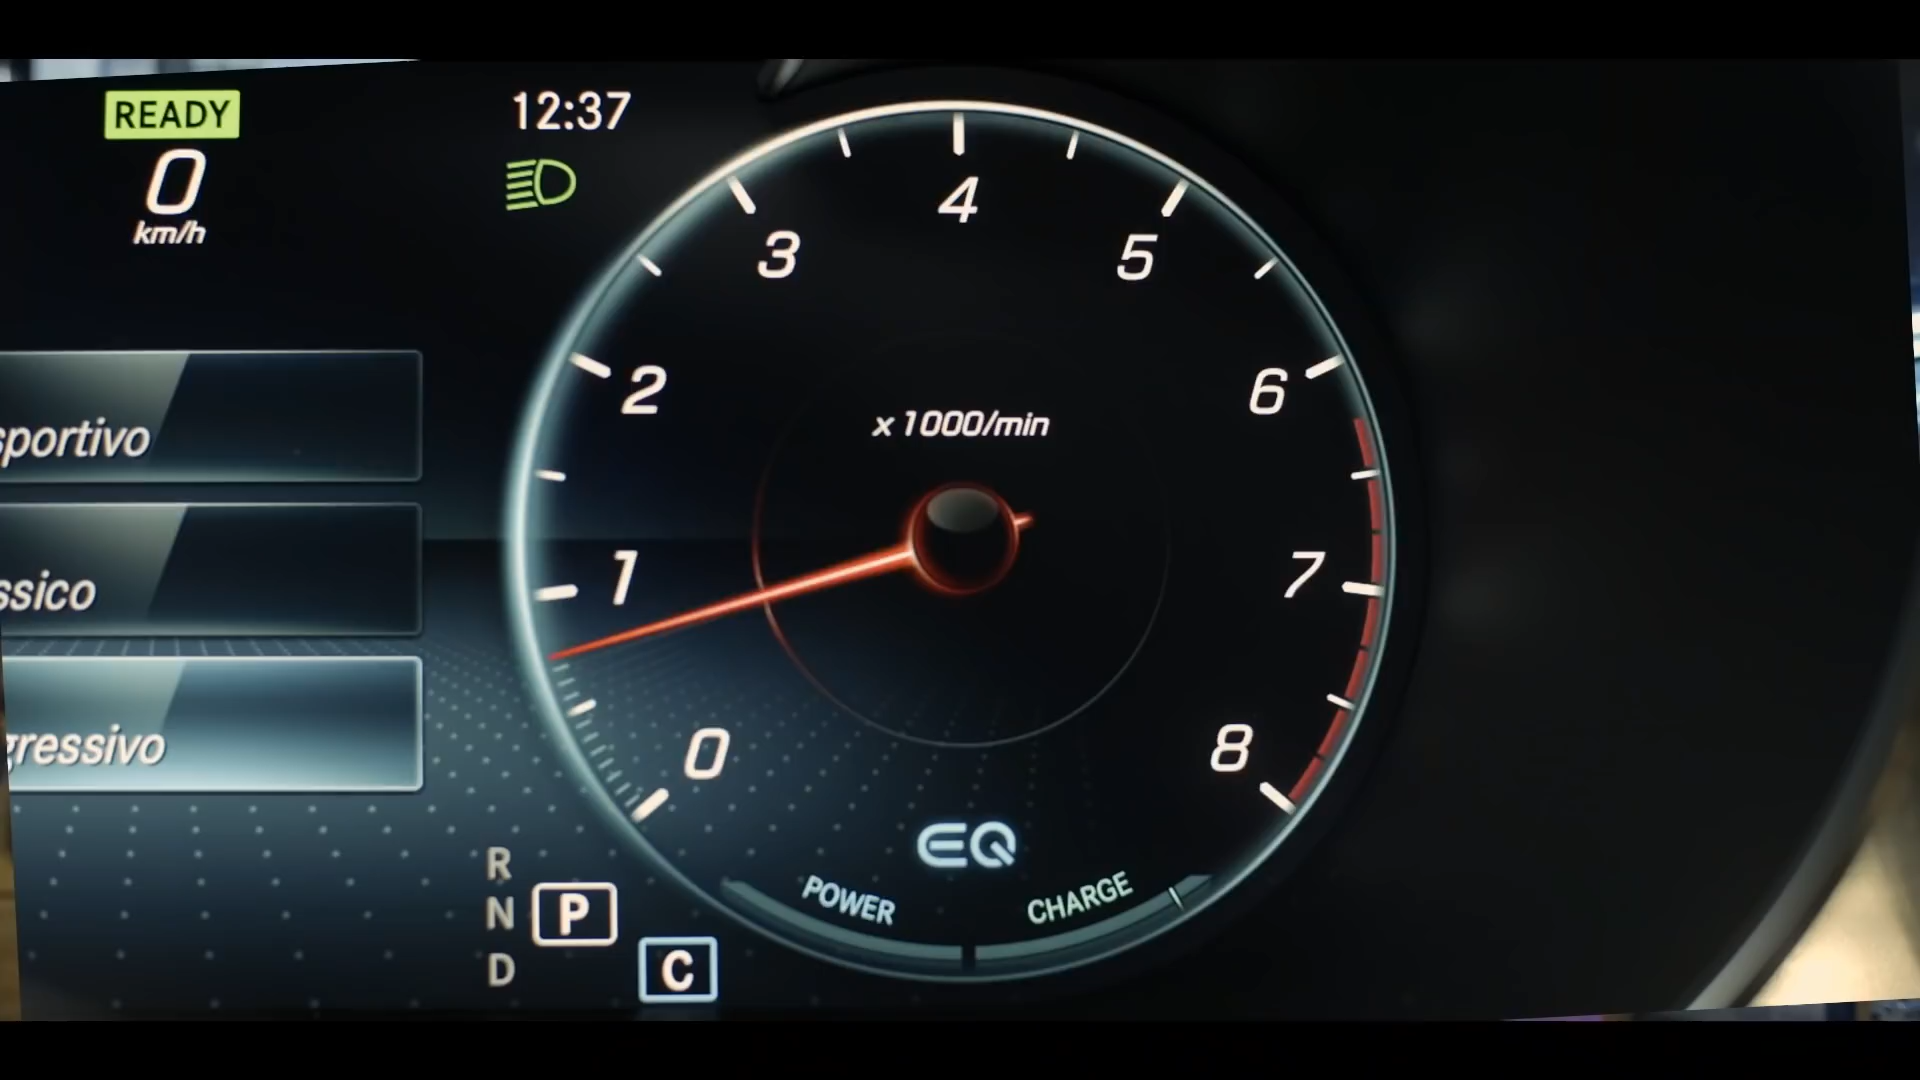 READY
0
km/h
12:37
sportivo
ssico
gressivo
4
3
5
2
6
x 1000/min
1
7
0
8
EQ
POWER
CHARGE
R
N
P
D
C